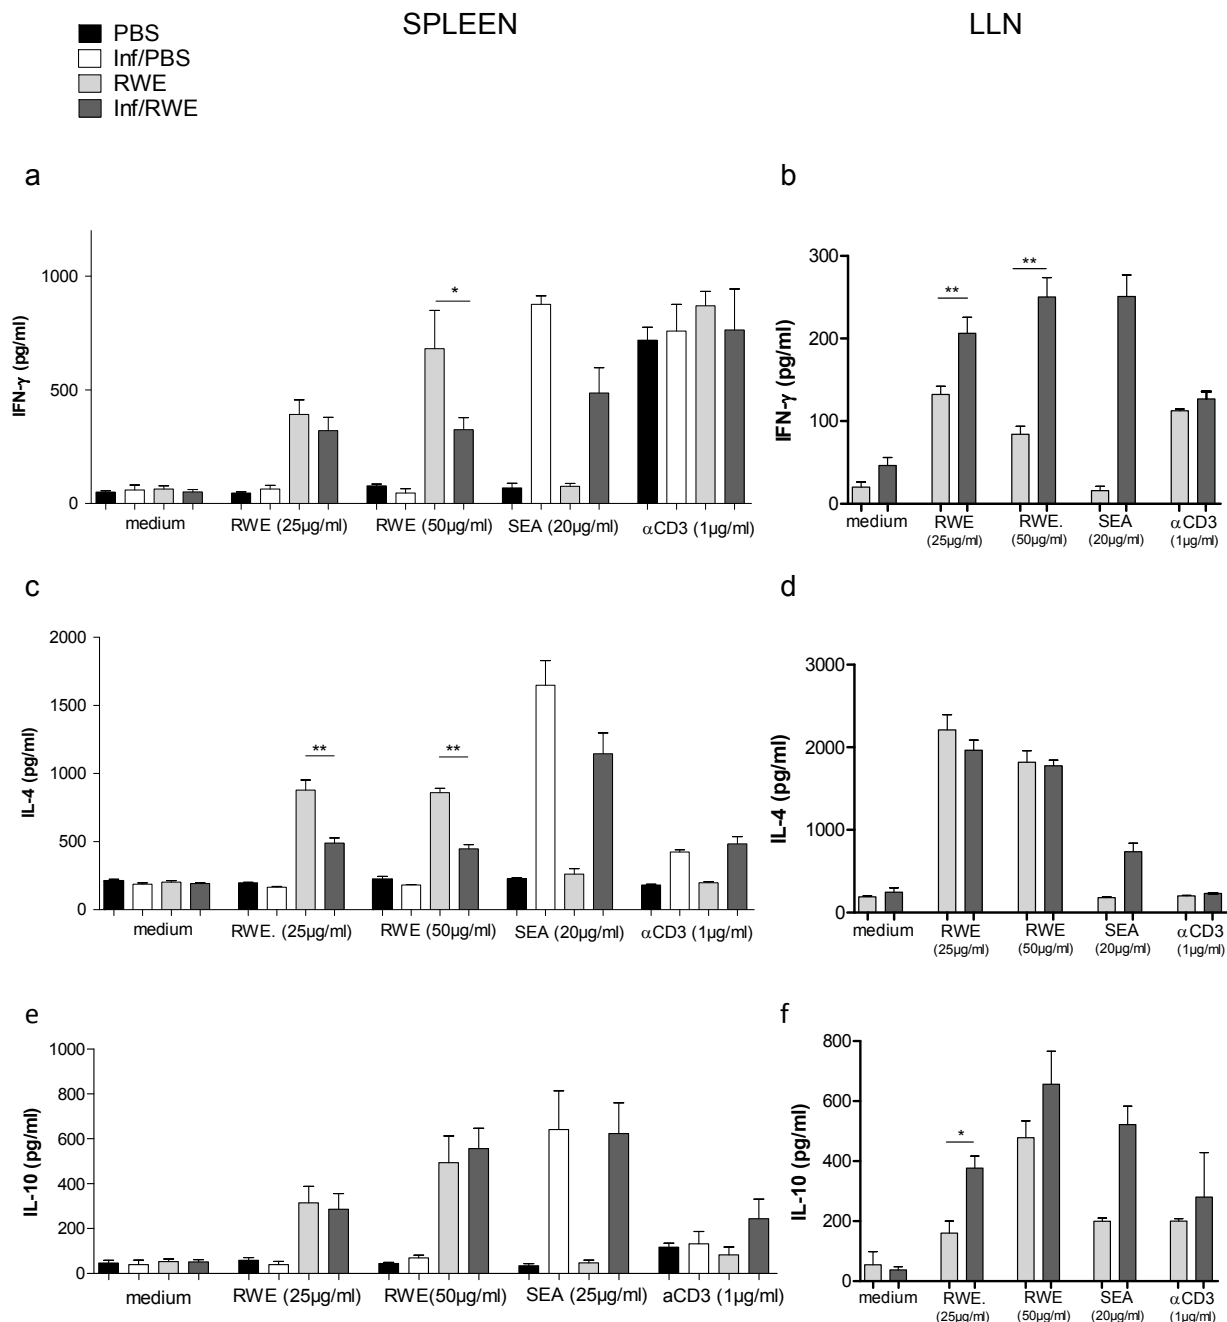 SPLEEN
LLN
PBS
Inf/PBS
RWE
Inf/RWE
a
IFN-γ (pg/ml)
1000
500
0
*
medium
RWE (25µg/ml)
RWE (50µg/ml)
SEA (20µg/ml)
αCD3 (1µg/ml)
b
IFN-γ (pg/ml)
300
200
100
0
**
**
medium
RWE
(25µg/ml)
RWE.
(50µg/ml)
SEA
(20µg/ml)
αCD3
(1µg/ml)
c
IL-4 (pg/ml)
2000
1500
1000
500
0
**
**
medium
RWE. (25µg/ml)
RWE (50µg/ml)
SEA (20µg/ml)
αCD3 (1µg/ml)
d
IL-4 (pg/ml)
3000
2000
1000
0
medium
RWE
(25µg/ml)
RWE
(50µg/ml)
SEA
(20µg/ml)
αCD3
(1µg/ml)
e
IL-10 (pg/ml)
1000
800
600
400
200
0
medium
RWE (25µg/ml)
RWE(50µg/ml)
SEA (25µg/ml)
aCD3 (1µg/ml)
f
IL-10 (pg/ml)
800
600
400
200
0
*
medium
RWE.
(25µg/ml)
RWE
(50µg/ml)
SEA
(20µg/ml)
αCD3
(1µg/ml)